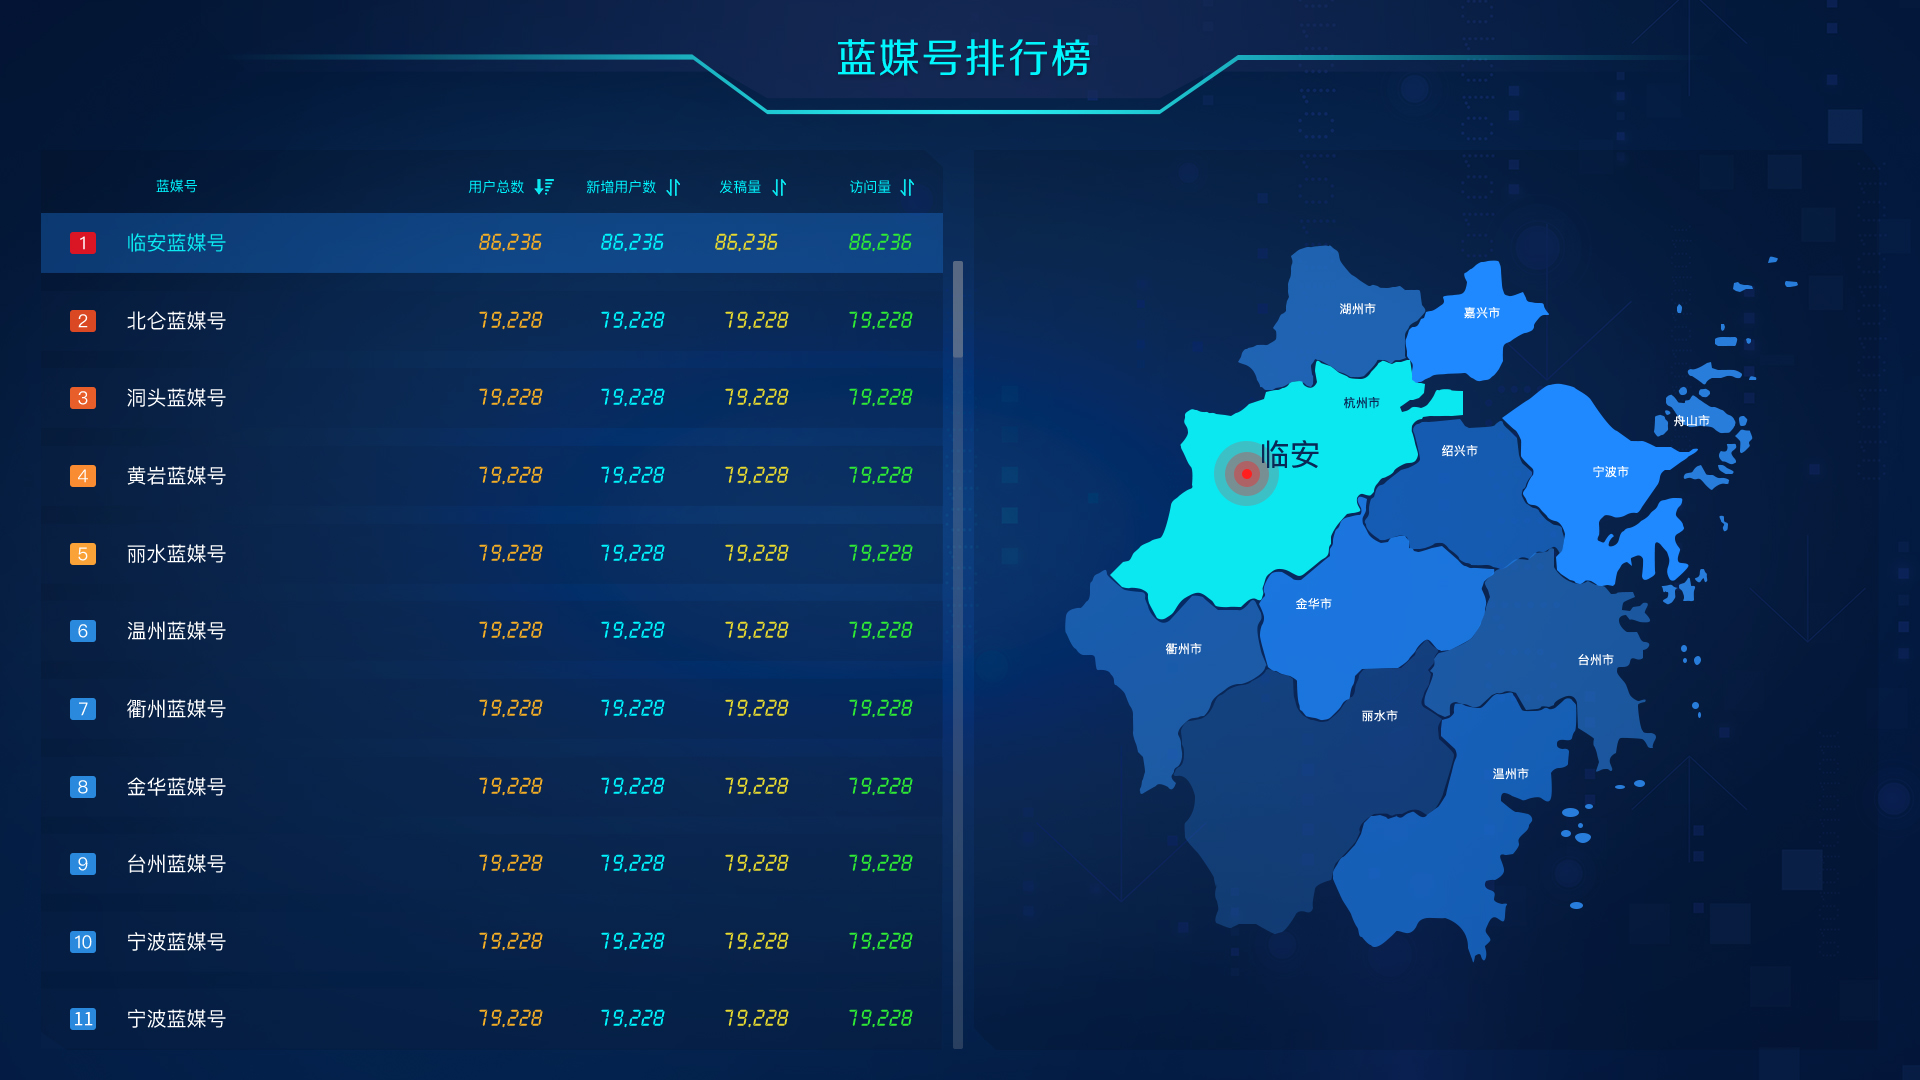 蓝媒号排行榜
蓝媒号 用户总数 新增用户数 发稿量 访问量
1 临安蓝媒号 86,236 86,236 86,236 86,236
2 北仑蓝媒号 79,228 79,228 79,228 79,228
3 洞头蓝媒号 79,228 79,228 79,228 79,228
4 黄岩蓝媒号 79,228 79,228 79,228 79,228
5 丽水蓝媒号 79,228 79,228 79,228 79,228
6 温州蓝媒号 79,228 79,228 79,228 79,228
7 衢州蓝媒号 79,228 79,228 79,228 79,228
8 金华蓝媒号 79,228 79,228 79,228 79,228
9 台州蓝媒号 79,228 79,228 79,228 79,228
10 宁波蓝媒号 79,228 79,228 79,228 79,228
11 宁波蓝媒号 79,228 79,228 79,228 79,228
湖州市
嘉兴市
杭州市
舟山市
临安
绍兴市
宁波市
金华市
衢州市
台州市
丽水市
温州市